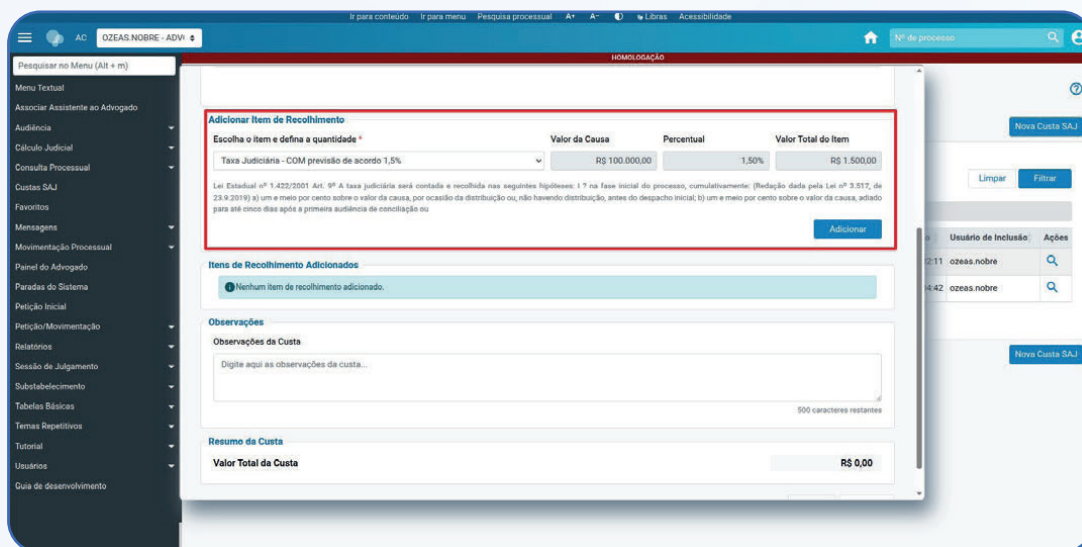 Ir para conteúdo Ir para menu Pesquisa processual A+ A- Libras Acessibilidade
AC OZEAS.NOBRE - ADV Nº de processo
HOMOLOGAÇÃO
Pesquisar no Menu (Alt + m)
Menu Textual
Associar Assistente ao Advogado
Audiência
Cálculo Judicial
Consulta Processual
Custas SAJ
Favoritos
Mensagens
Movimentação Processual
Painel do Advogado
Paradas do Sistema
Petição Inicial
Petição/Movimentação
Relatórios
Sessão de Julgamento
Substabelecimento
Tabelas Básicas
Temas Repetitivos
Tutorial
Usuários
Guia de desenvolvimento
Adicionar Item de Recolhimento
Escolha o item e defina a quantidade * Valor da Causa Percentual Valor Total do Item
Taxa Judiciária - COM previsão de acordo 1,5% R$ 100.000,00 1,50% R$ 1.500,00
Lei Estadual nº 1.422/2001 Art. 9º A taxa judiciária será contada e recolhida nas seguintes hipóteses: I ? na fase inicial do processo, cumulativamente: (Redação dada pela Lei nº 3.517, de
23.9.2019) a) um e meio por cento sobre o valor da causa, por ocasião da distribuição ou, não havendo distribuição, antes do despacho inicial; b) um e meio por cento sobre o valor da causa, adiado
para até cinco dias após a primeira audiência de conciliação ou
Adicionar
Itens de Recolhimento Adicionados
Nenhum item de recolhimento adicionado.
Observações
Observações da Custa
Digite aqui as observações da custa...
500 caracteres restantes
Resumo da Custa
Valor Total da Custa R$ 0,00
Nova Custa SAJ
Limpar Filtrar
Usuário de Inclusão Ações
2:11 ozeas.nobre
4:42 ozeas.nobre
Nova Custa SAJ